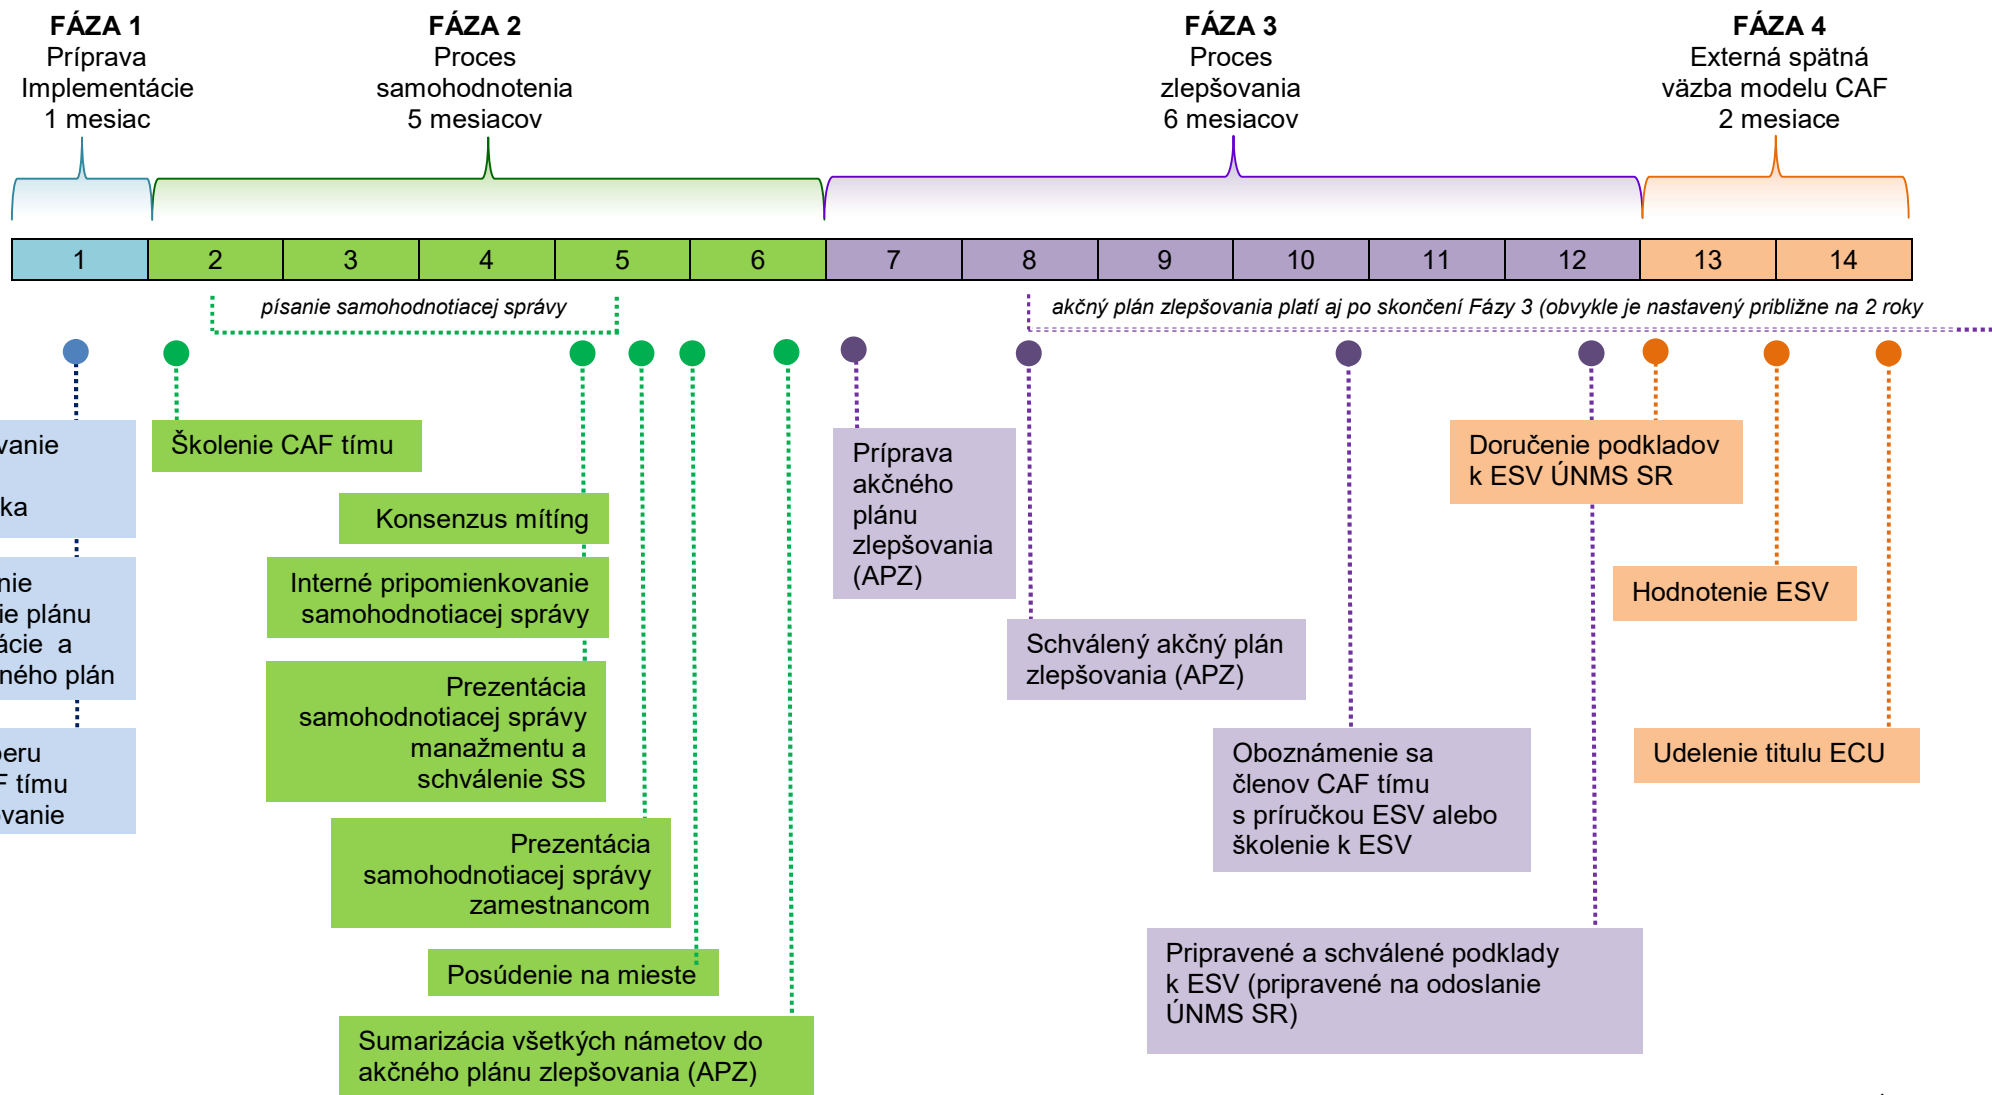 FÁZA 1
Príprava
Implementácie
1 mesiac
FÁZA 2
Proces
samohodnotenia
5 mesiacov
FÁZA 3
Proces
zlepšovania
6 mesiacov
FÁZA 4
Externá spätná
väzba modelu CAF
2 mesiace
1 2 3 4 5 6 7 8 9 10 11 12 13 14
písanie samohodnotiacej správy
akčný plán zlepšovania platí aj po skončení Fázy 3 (obvykle je nastavený približne na 2 roky
vanie
ka
nie
ie plánu
ácie a
ného plán
beru
F tímu
ovanie
Školenie CAF tímu
Konsenzus mítíng
Interné pripomienkovanie
samohodnotiacej správy
Prezentácia
samohodnotiacej správy
manažmentu a
schválenie SS
Prezentácia
samohodnotiacej správy
zamestnancom
Posúdenie na mieste
Sumarizácia všetkých námetov do
akčného plánu zlepšovania (APZ)
Príprava
akčného
plánu
zlepšovania
(APZ)
Schválený akčný plán
zlepšovania (APZ)
Oboznámenie sa
členov CAF tímu
s príručkou ESV alebo
školenie k ESV
Pripravené a schválené podklady
k ESV (pripravené na odoslanie
ÚNMS SR)
Doručenie podkladov
k ESV ÚNMS SR
Hodnotenie ESV
Udelenie titulu ECU